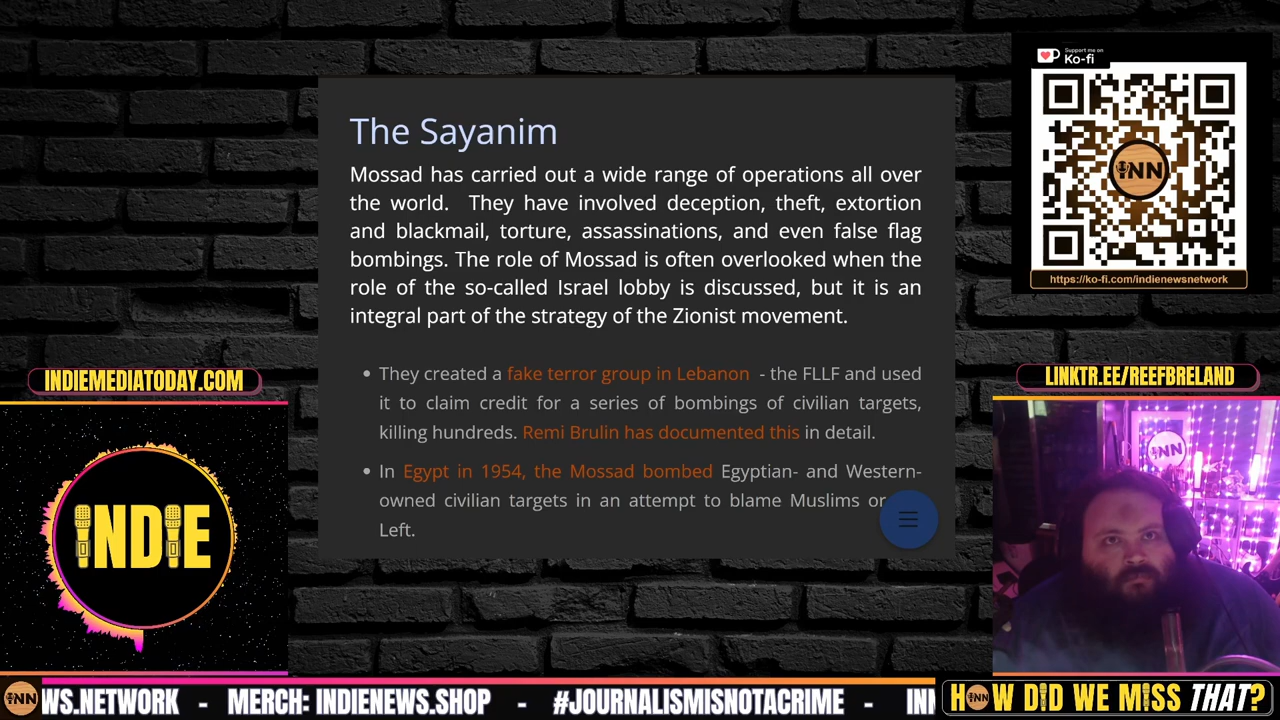 Support me on
Ko-fi
INN
https://ko-fi.com/indienewsnetwork
The Sayanim
Mossad has carried out a wide range of operations all over
the world. They have involved deception, theft, extortion
and blackmail, torture, assassinations, and even false flag
bombings. The role of Mossad is often overlooked when the
role of the so-called Israel lobby is discussed, but it is an
integral part of the strategy of the Zionist movement.
• They created a fake terror group in Lebanon - the FLLF and used
it to claim credit for a series of bombings of civilian targets,
killing hundreds. Remi Brulin has documented this in detail.
• In Egypt in 1954, the Mossad bombed Egyptian- and Western-
owned civilian targets in an attempt to blame Muslims or
Left.
INDIEMEDIATODAY.COM
INDIE
LINKTR.EE/REEFBRELAND
INN
INN
WS.NETWORK - MERCH: INDIENEWS.SHOP - #JOURNALISMISNOTACRIME - INN
HOW DID WE MISS THAT?